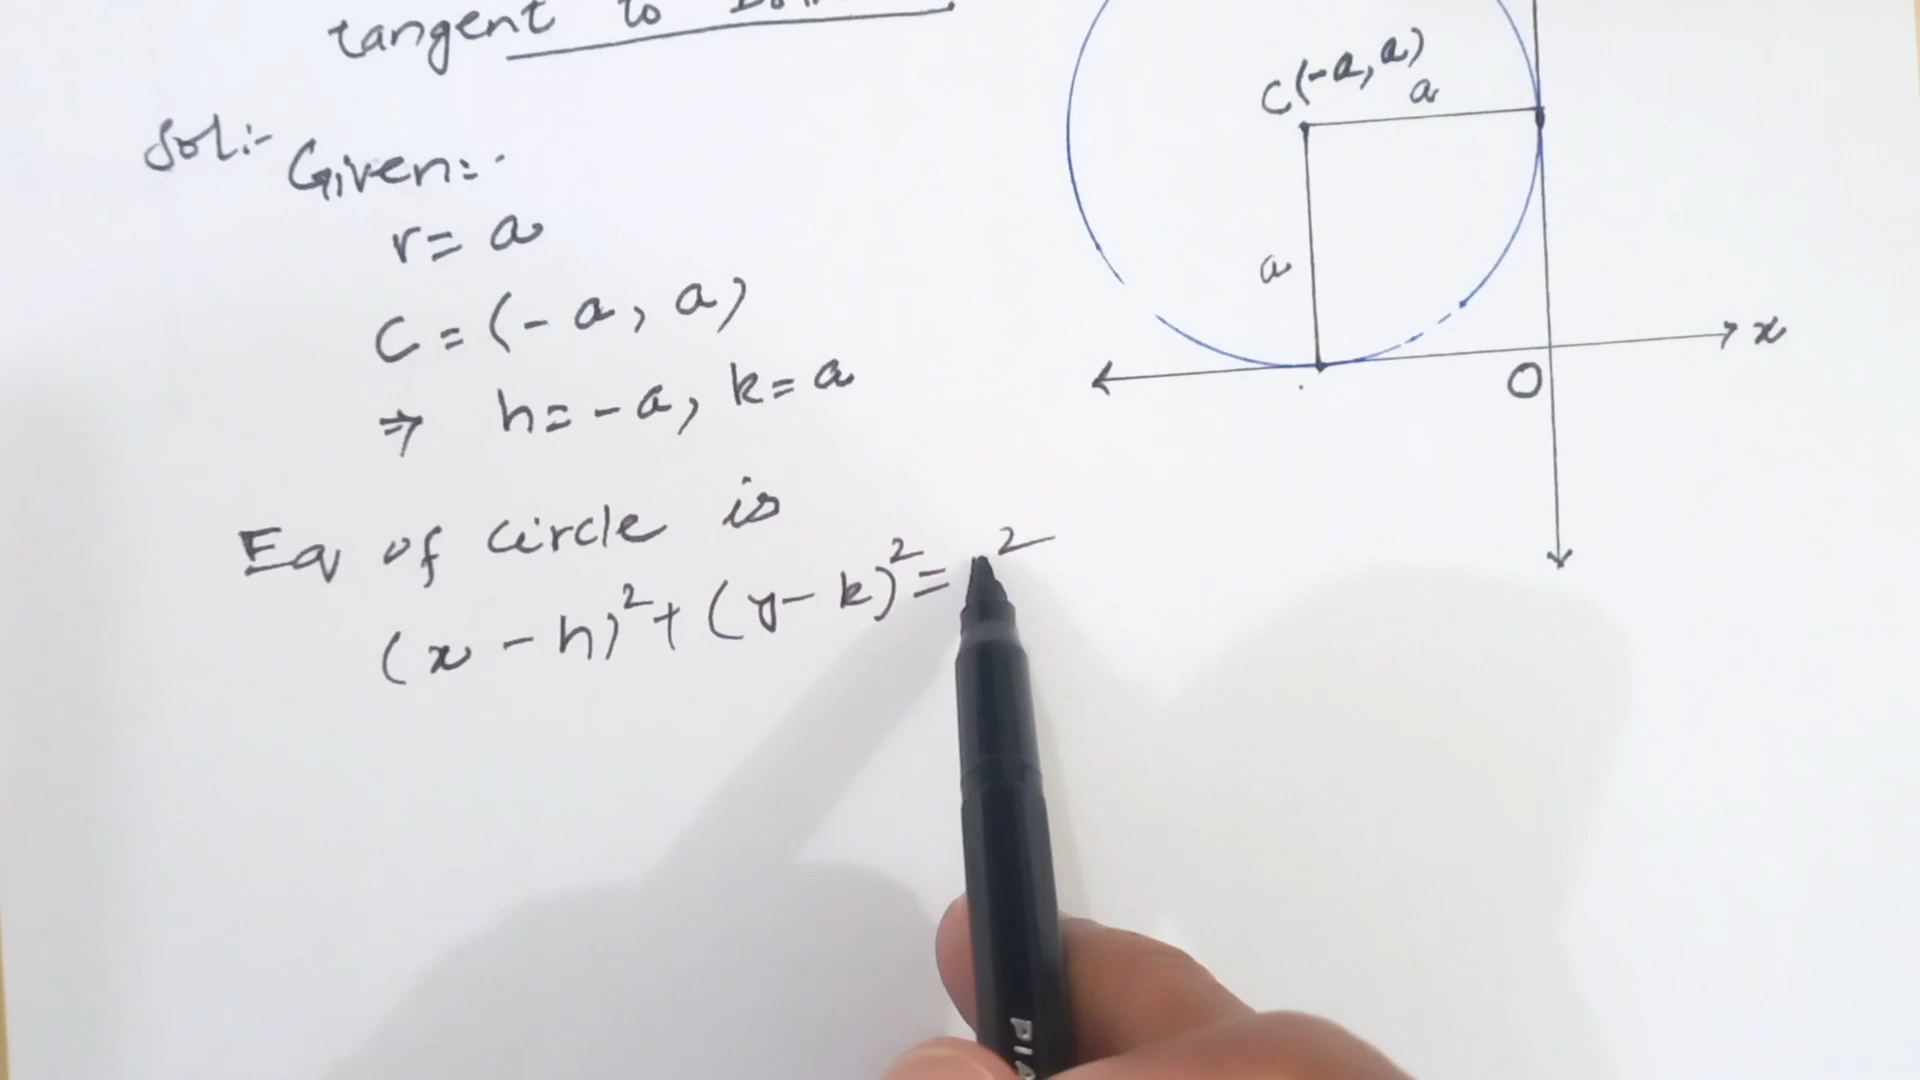 tangent to
Sol:-
Given:-
r = a
C = (-a, a)
⇒ h = -a, k = a
Eq of circle is
(x - h)² + (y - k)² = ²
C(-a, a)
a
a
x
O